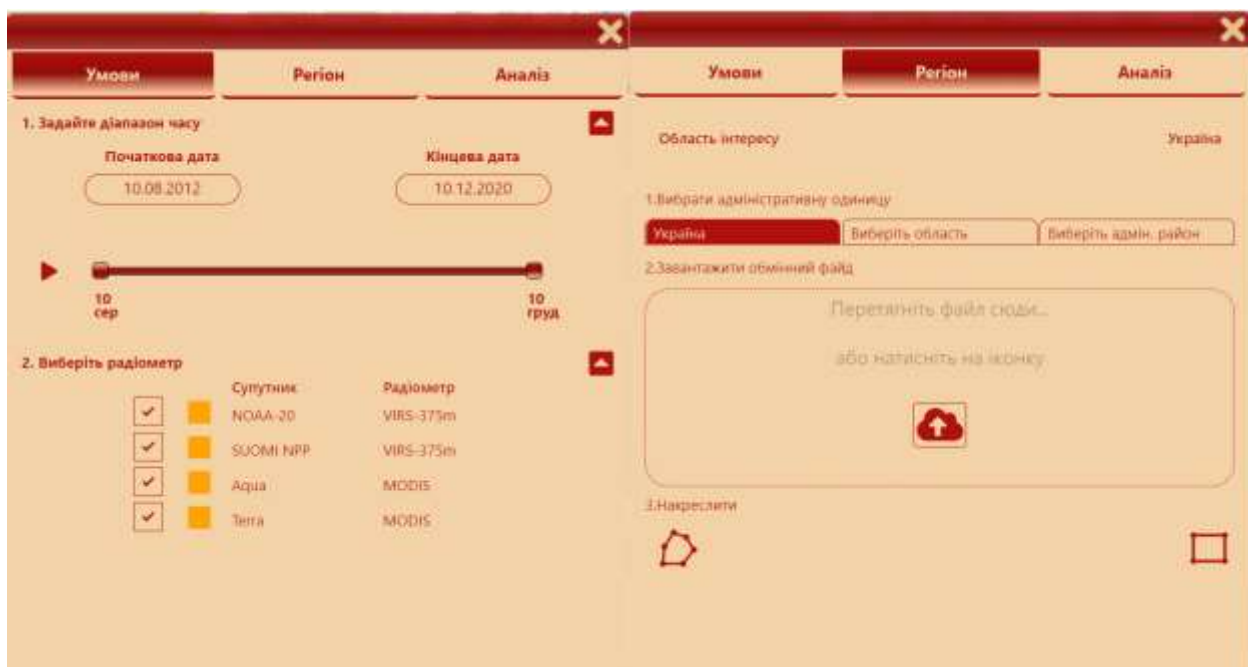 Умови Регіон Аналіз
1. Задайте діапазон часу
Початкова дата Кінцева дата
10.08.2012 10.12.2020
10 сер 10 груд
2. Виберіть радіометр
Супутник Радіометр
NOAA-20 VIRS-375m
SUOMI NPP VIRS-375m
Aqua MODIS
Terra MODIS
Умови Регіон Аналіз
Область інтересу Україна
1.Вибрати адміністративну одиницу
Україна Виберіть область Виберіть адмін. район
2.Завантажити обмінний файд
Перетягніть файл сюди...
або натисніть на іконку
3.Накреслити